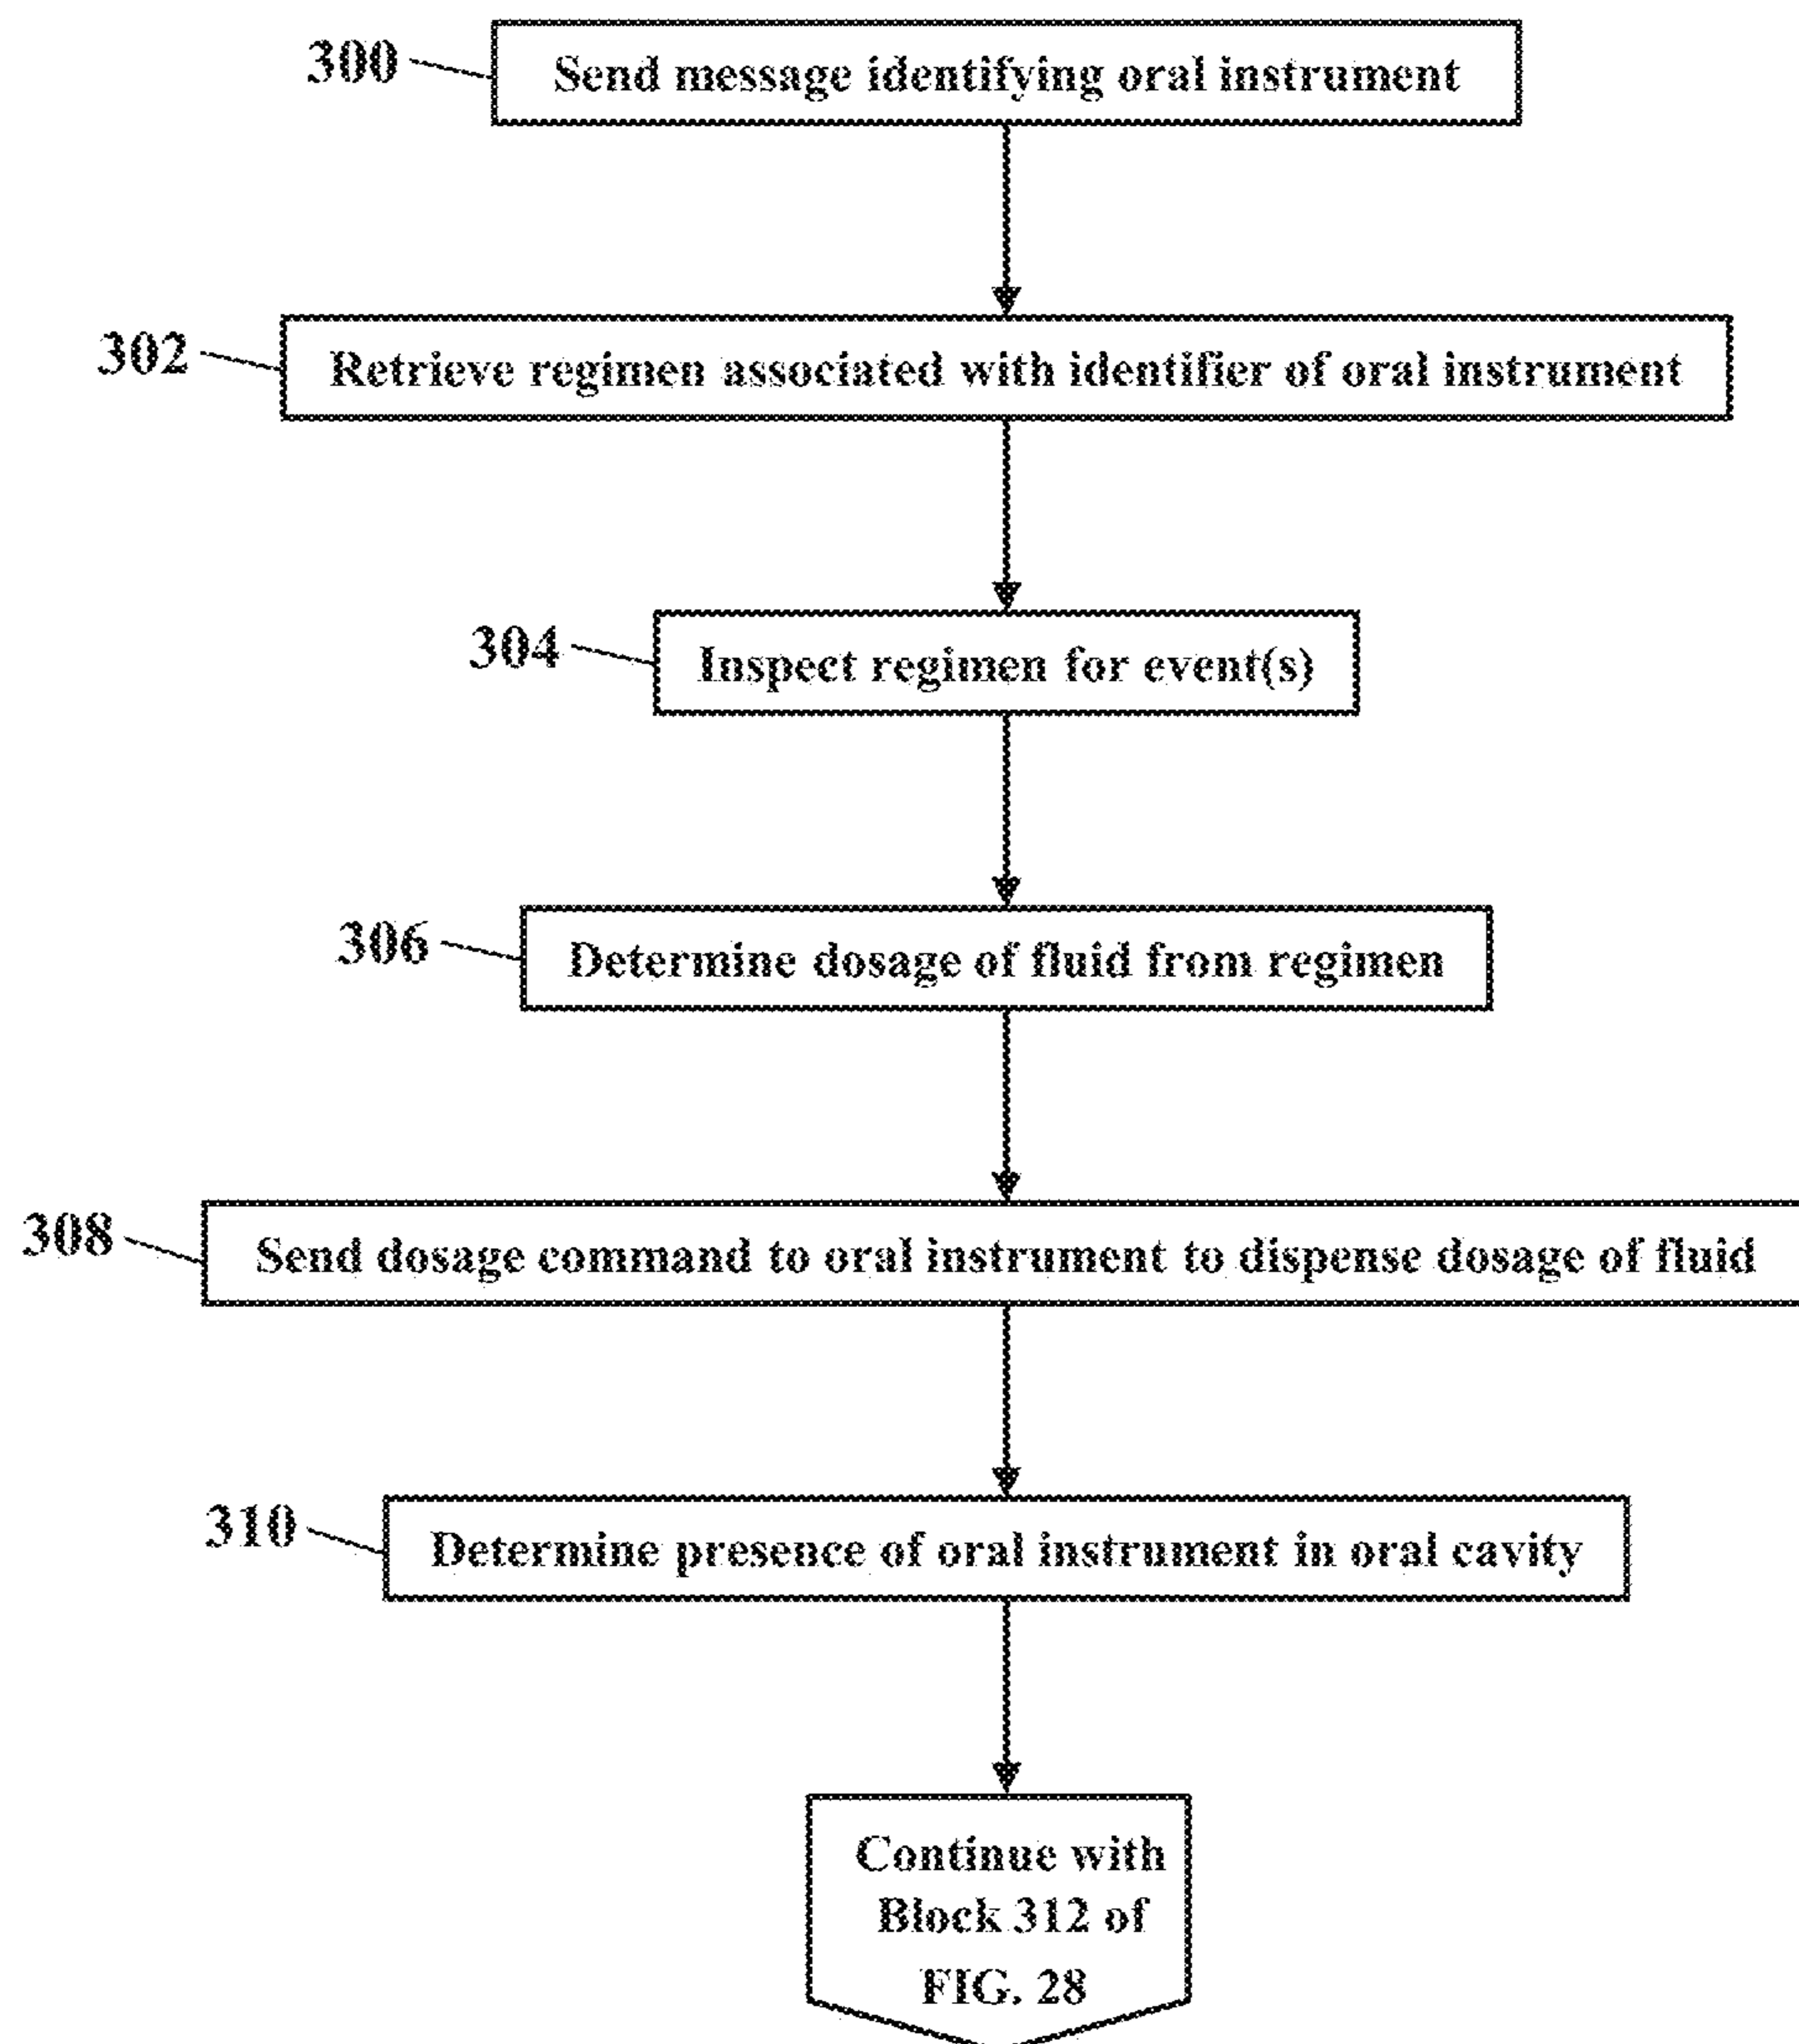 300
Send message identifying oral instrument
302
Retrieve regimen associated with identifier of oral instrument
304
Inspect regimen for event(s)
306
Determine dosage of fluid from regimen
308
Send dosage command to oral instrument to dispense dosage of fluid
310
Determine presence of oral instrument in oral cavity
Continue with
Block 312 of
FIG. 28